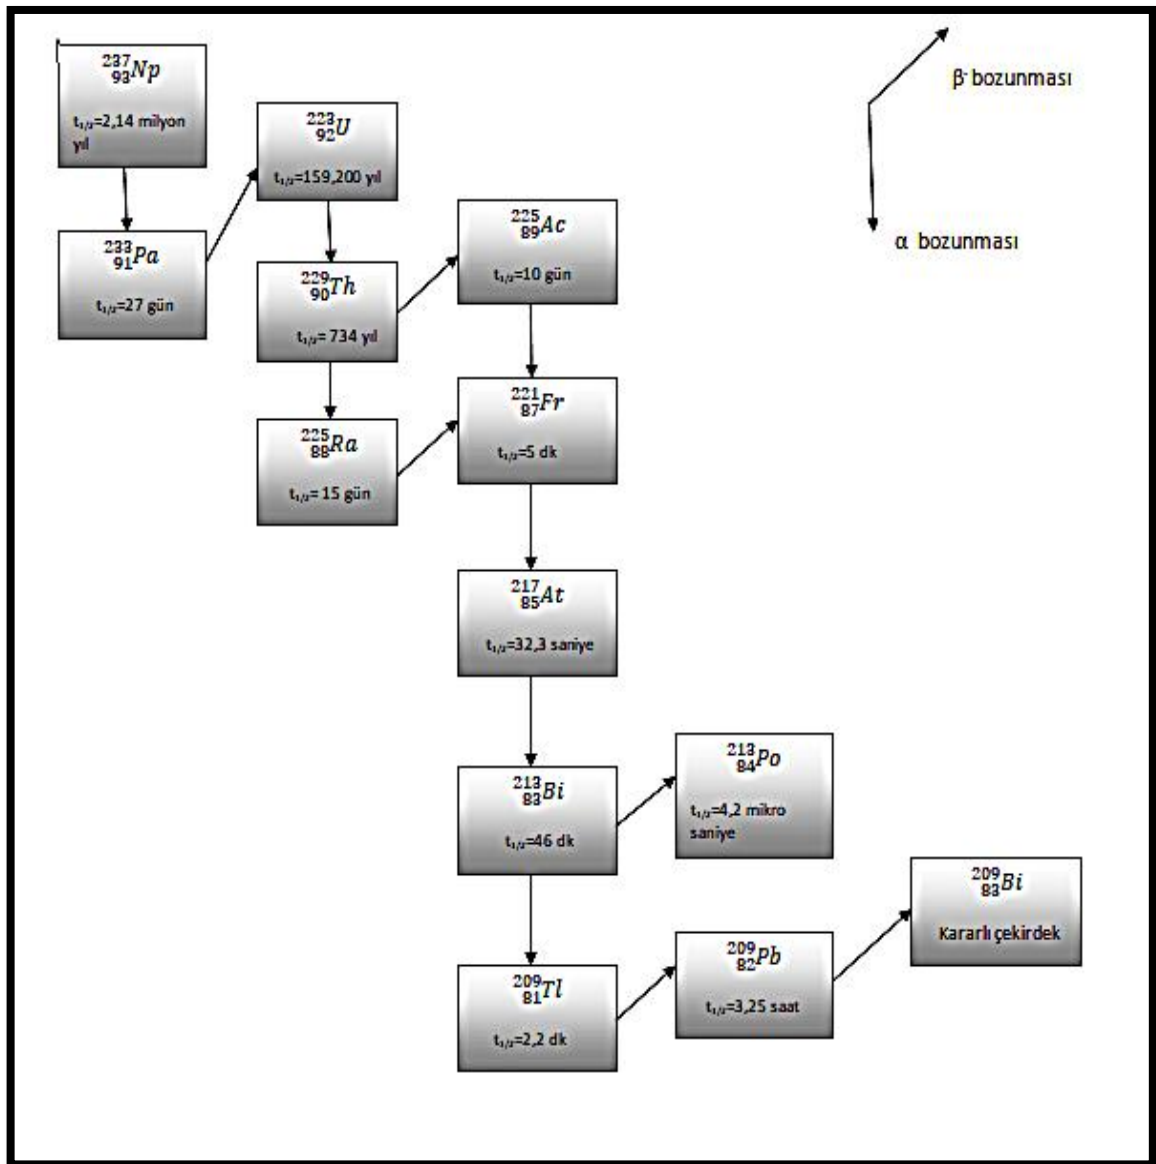 ²³⁷₉₃Np
t₁/₂=2,14 milyon
yıl
β⁻ bozunması
α bozunması
²²³₉₂U
t₁/₂=159,200 yıl
²³³₉₁Pa
t₁/₂=27 gün
²²⁵₈₉Ac
t₁/₂=10 gün
²²⁹₉₀Th
t₁/₂= 734 yıl
²²¹₈₇Fr
t₁/₂=5 dk
²²⁵₈₈Ra
t₁/₂= 15 gün
²¹⁷₈₅At
t₁/₂=32,3 saniye
²¹³₈₃Bi
t₁/₂=46 dk
²¹³₈₄Po
t₁/₂=4,2 mikro
saniye
²⁰⁹₈₃Bi
Kararlı çekirdek
²⁰⁹₈₁Tl
t₁/₂=2,2 dk
²⁰⁹₈₂Pb
t₁/₂=3,25 saat